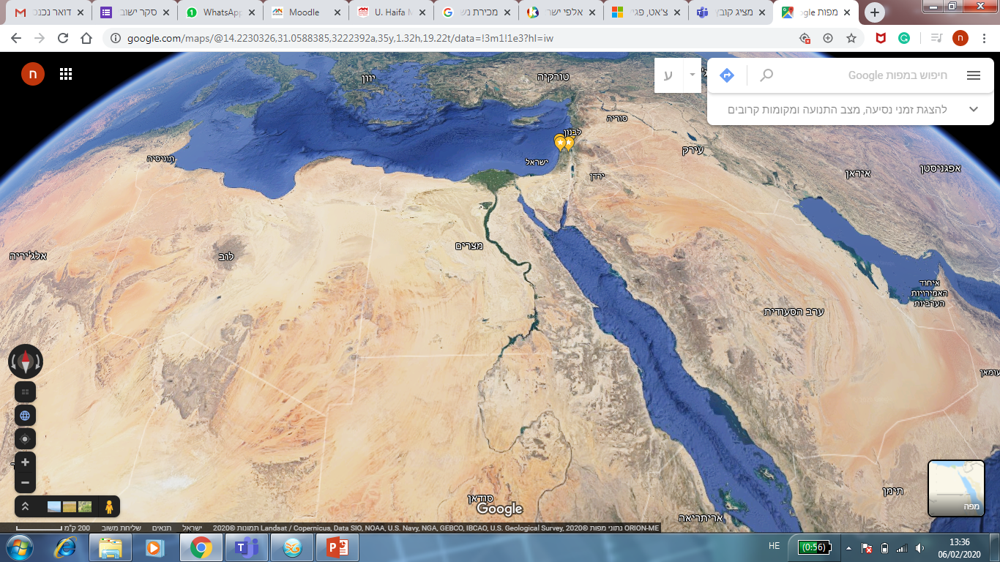 דואר נכנס
סקר ישוב
WhatsApp
Moodle
U. Haifa M
מכירת נש
אלפי ישרא
צ'אט, פגי
מציג קובץ
מפות Google
google.com/maps/@14.2230326,31.0588385,3222392a,35y,1.32h,19.22t/data=!3m1!1e3?hl=iw
נ
נ
ע
חיפוש במפות Google
להצגת זמני נסיעה, מצב התנועה ומקומות קרובים
יוון
טורקיה
סוריה
לבנון
תוניסיה
ישראל
ירדן
עירק
איראן
אפגניסטן
מצרים
לוב
אלג'יריה
איחוד
האמירויות
הערביות
ערב הסעודית
עומאן
סודאן
Google
תימן
אריתריאה
מפה
200 ק"מ שליחת משוב תנאים ישראל תמונות ©2020 Landsat / Copernicus, Data SIO, NOAA, U.S. Navy, NGA, GEBCO, IBCAO, U.S. Geological Survey, נתוני מפות ©2020 ORION-ME
HE
(0:56)
13:36
06/02/2020